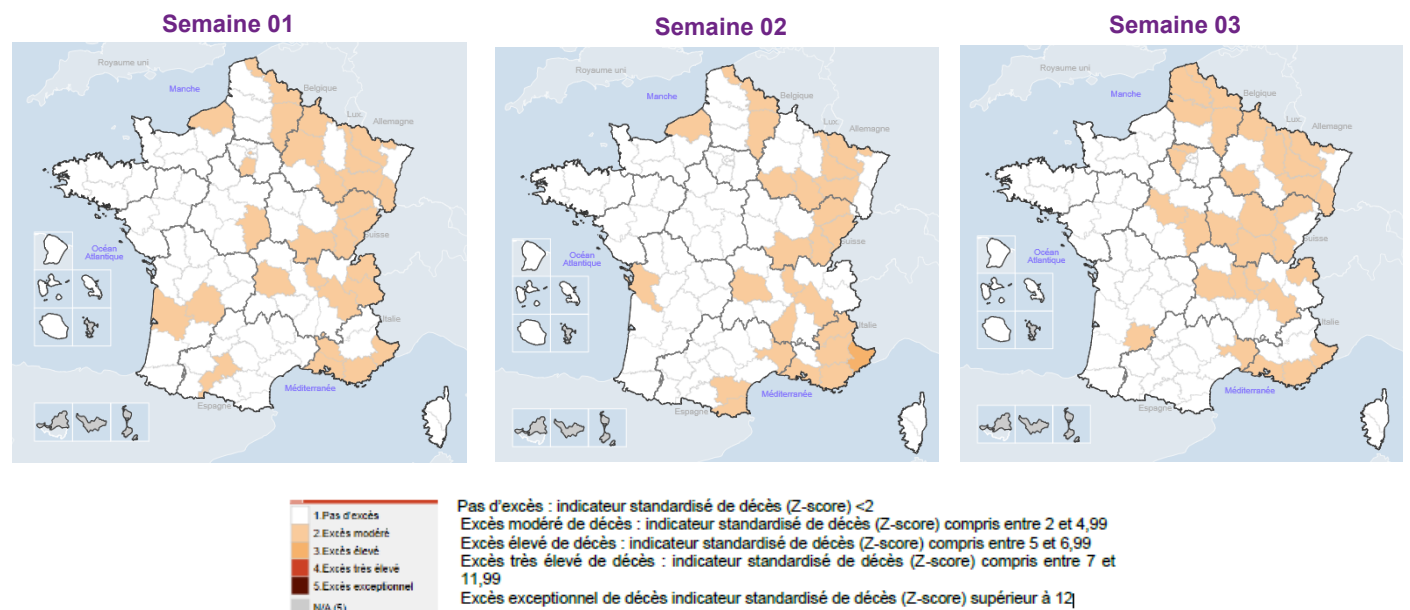 Semaine 01
Semaine 02
Semaine 03
Royaume uni
Manche
Belgique
Lux.
Allemagne
Suisse
Océan
Atlantique
Italie
Méditerranée
Espagne
Royaume uni
Manche
Belgique
Lux.
Allemagne
Suisse
Océan
Atlantique
Italie
Méditerranée
Espagne
Royaume uni
Manche
Belgique
Lux.
Allemagne
Suisse
Océan
Atlantique
Italie
Méditerranée
Espagne
1.Pas d'excès
2.Excès modéré
3.Excès élevé
4.Excès très élevé
5.Excès exceptionnel
N/A (5)
Pas d'excès : indicateur standardisé de décès (Z-score) <2
Excès modéré de décès : indicateur standardisé de décès (Z-score) compris entre 2 et 4,99
Excès élevé de décès : indicateur standardisé de décès (Z-score) compris entre 5 et 6,99
Excès très élevé de décès : indicateur standardisé de décès (Z-score) compris entre 7 et
11,99
Excès exceptionnel de décès indicateur standardisé de décès (Z-score) supérieur à 12